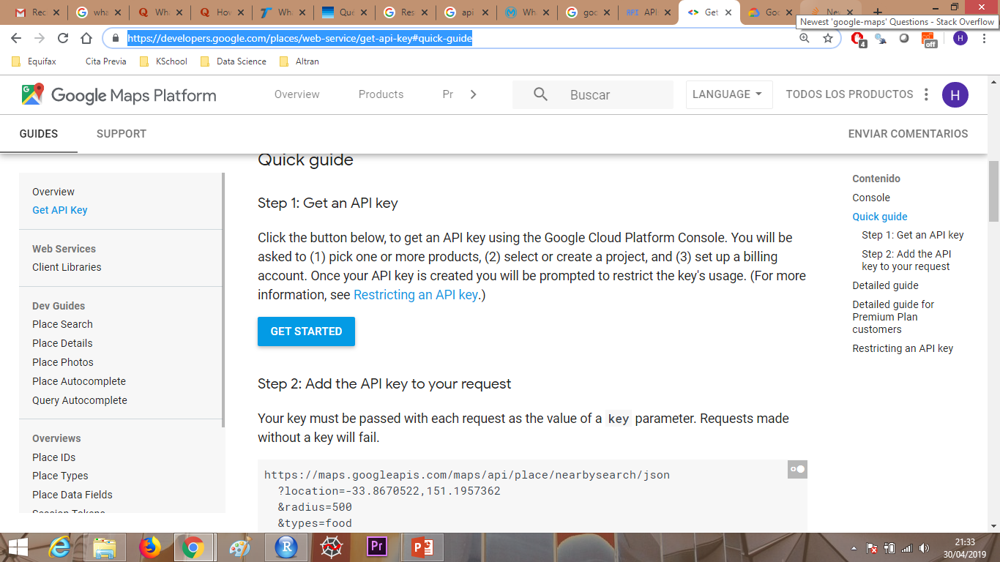 Rec
wha
Wh
How
Wha
Que
Res
api
Wh
goo
API
API
Get
Goo
Nev
Newest 'google-maps' Questions - Stack Overflow
https://developers.google.com/places/web-service/get-api-key#quick-guide
4
off
H
Equifax
Cita Previa
KSchool
Data Science
Altran
G
Google Maps Platform
Overview
Products
Pr
Buscar
LANGUAGE
TODOS LOS PRODUCTOS
H
GUIDES
SUPPORT
ENVIAR COMENTARIOS
Overview
Get API Key
Web Services
Client Libraries
Dev Guides
Place Search
Place Details
Place Photos
Place Autocomplete
Query Autocomplete
Overviews
Place IDs
Place Types
Place Data Fields
Session Tokens
Quick guide
Step 1: Get an API key
Click the button below, to get an API key using the Google Cloud Platform Console. You will be
asked to (1) pick one or more products, (2) select or create a project, and (3) set up a billing
account. Once your API key is created you will be prompted to restrict the key's usage. (For more
information, see Restricting an API key.)
GET STARTED
Step 2: Add the API key to your request
Your key must be passed with each request as the value of a key parameter. Requests made
without a key will fail.
https://maps.googleapis.com/maps/api/place/nearbysearch/json
?location=-33.8670522,151.1957362
&radius=500
&types=food
Contenido
Console
Quick guide
Step 1: Get an API key
Step 2: Add the API
key to your request
Detailed guide
Detailed guide for
Premium Plan
customers
Restricting an API key
R
Pr
P
21:33
30/04/2019